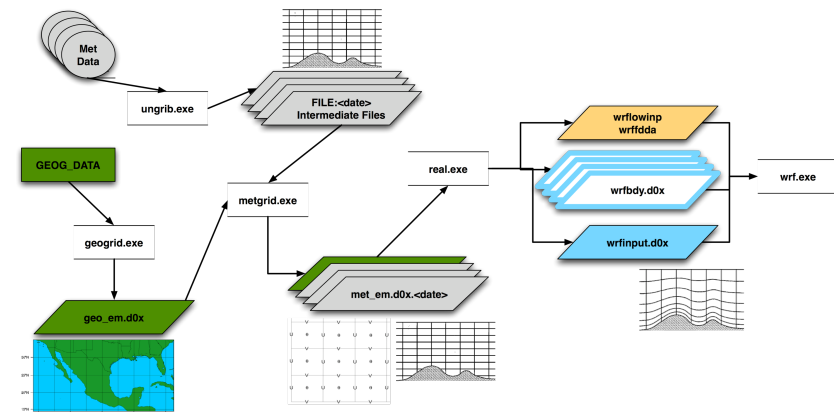 Met
Data
ungrib.exe
FILE:<date>
Intermediate Files
GEOG_DATA
geogrid.exe
geo_em.d0x
metgrid.exe
met_em.d0x.<date>
real.exe
wrflowinp
wrffdda
wrfbdy.d0x
wrfinput.d0x
wrf.exe
V V V
U θ U θ U θ U
V V V
U θ U θ U θ U
V V V
U θ U θ U θ U
V V V